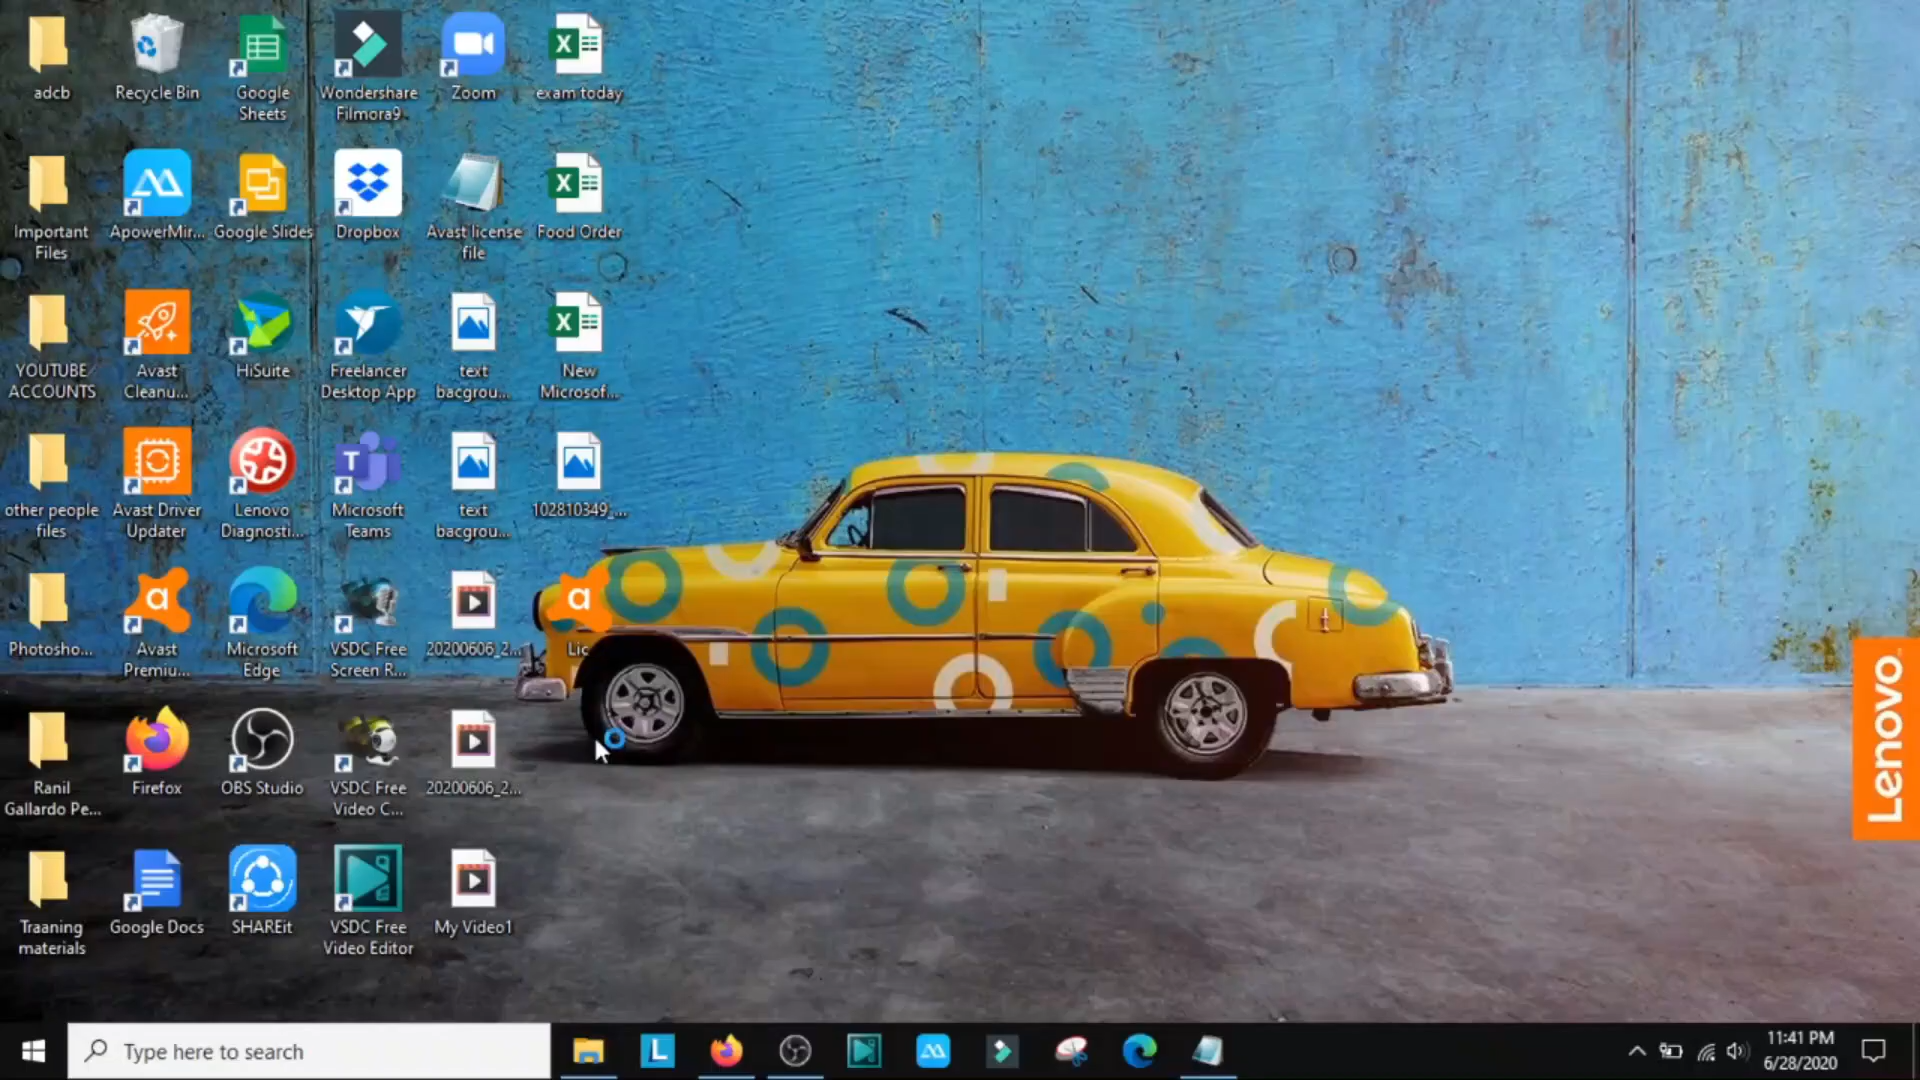 adcb
Recycle Bin
Google
Sheets
Wondershare
Filmora9
Zoom
exam today
Important
Files
ApowerMir...
Google Slides
Dropbox
Avast license
file
Food Order
YOUTUBE
ACCOUNTS
Avast
Cleanu...
HiSuite
Freelancer
Desktop App
text
bacgrou...
New
Microsof...
other people
files
Avast Driver
Updater
Lenovo
Diagnosti...
Microsoft
Teams
text
bacgrou...
102810349_...
Photosho...
Avast
Premiu...
Microsoft
Edge
VSDC Free
Screen R...
20200606_2...
Lic
Ranil
Gallardo Pe...
Firefox
OBS Studio
VSDC Free
Video C...
20200606_2...
Traaning
materials
Google Docs
SHAREit
VSDC Free
Video Editor
My Video1
Lenovo
Type here to search
11:41 PM
6/28/2020